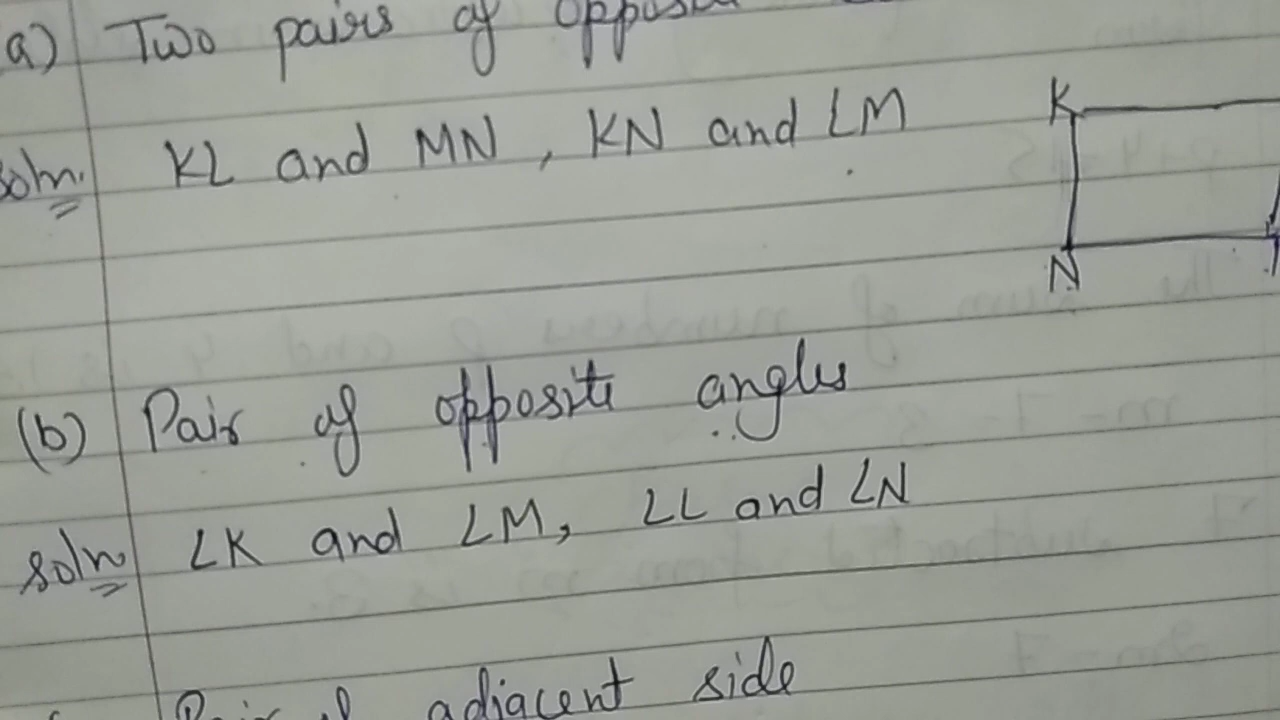 a) Two pairs of opposi
soln. KL and MN, KN and LM
K
N
(b) Pair of opposite angles
soln ∠K and ∠M, ∠L and ∠N
adjacent side